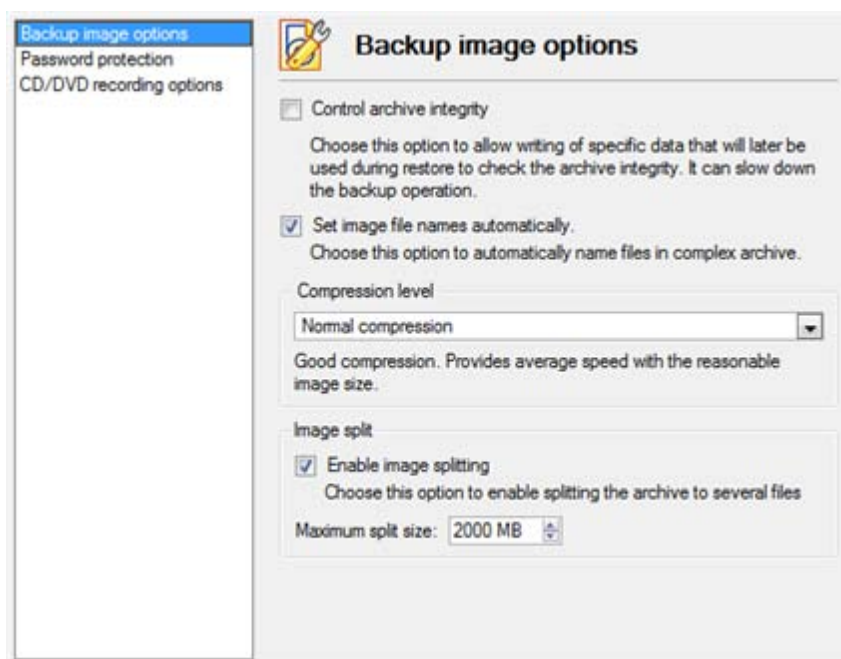 Backup image options
Password protection
CD/DVD recording options
Backup image options
Control archive integrity
Choose this option to allow writing of specific data that will later be
used during restore to check the archive integrity. It can slow down
the backup operation.
Set image file names automatically.
Choose this option to automatically name files in complex archive.
Compression level
Normal compression
Good compression. Provides average speed with the reasonable
image size.
Image split
Enable image splitting
Choose this option to enable splitting the archive to several files
Maximum split size: 2000 MB